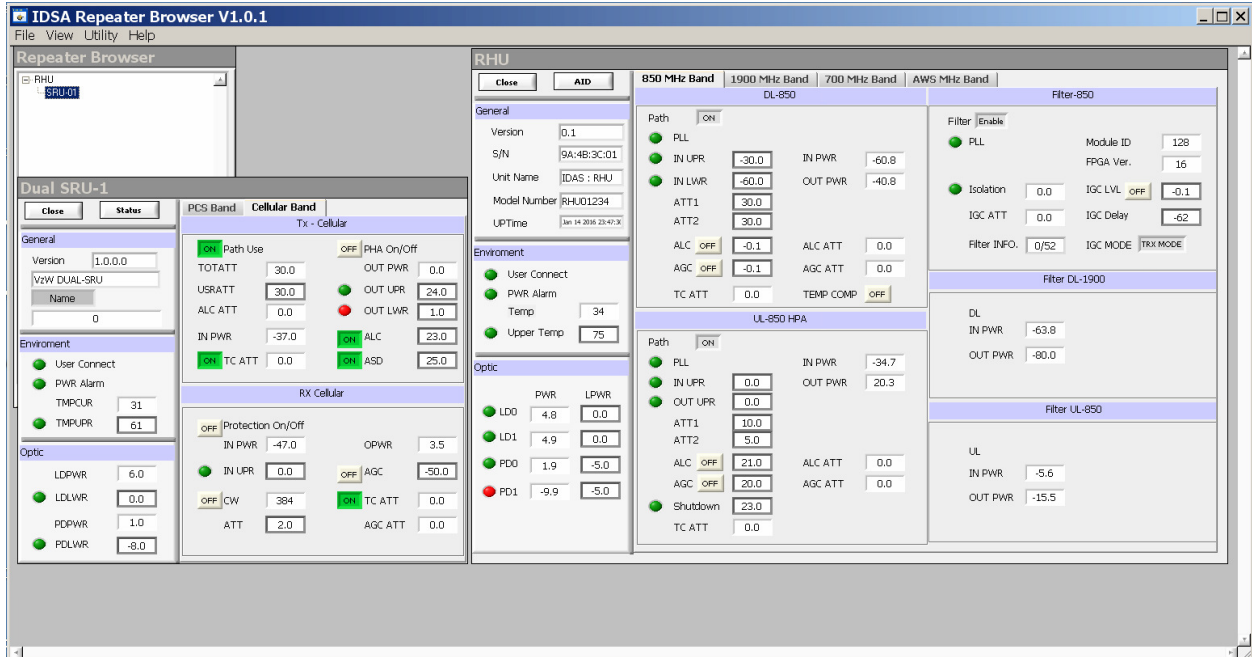 IDSA Repeater Browser V1.0.1
File View Utility Help
Repeater Browser
RHU
SRU-01
Dual SRU-1
Close Status
General
Version 1.0.0.0
VzW DUAL-SRU
Name
0
Enviroment
User Connect
PWR Alarm
TMPCUR 31
TMPUPR 61
Optic
LDPWR 6.0
LDLWR 0.0
PDPWR 1.0
PDLWR -8.0
PCS Band Cellular Band
Tx - Cellular
ON Path Use OFF PHA On/Off
TOTATT 30.0 OUT PWR 0.0
USRATT 30.0 OUT UPR 24.0
ALC ATT 0.0 OUT LWR 1.0
IN PWR -37.0 ON ALC 23.0
ON TC ATT 0.0 ON ASD 25.0
RX Cellular
OFF Protection On/Off
IN PWR -47.0 OPWR 3.5
IN UPR 0.0 OFF AGC -50.0
OFF CW 384 ON TC ATT 0.0
ATT 2.0 AGC ATT 0.0
RHU
Close AID
General
Version 0.1
S/N 9A:4B:3C:01
Unit Name IDAS : RHU
Model Number RHU01234
UPTime Jan 14 2016 23:47:3
Enviroment
User Connect
PWR Alarm
Temp 34
Upper Temp 75
Optic
PWR LPWR
LD0 4.8 0.0
LD1 4.9 0.0
PD0 1.9 -5.0
PD1 -9.9 -5.0
850 MHz Band 1900 MHz Band 700 MHz Band AWS MHz Band
DL-850
Path ON
PLL
IN UPR -30.0 IN PWR -60.8
IN LWR -60.0 OUT PWR -40.8
ATT1 30.0
ATT2 30.0
ALC OFF -0.1 ALC ATT 0.0
AGC OFF -0.1 AGC ATT 0.0
TC ATT 0.0 TEMP COMP OFF
UL-850 HPA
Path ON
PLL IN PWR -34.7
IN UPR 0.0 OUT PWR 20.3
OUT UPR 0.0
ATT1 10.0
ATT2 5.0
ALC OFF 21.0 ALC ATT 0.0
AGC OFF 20.0 AGC ATT 0.0
Shutdown 23.0
TC ATT 0.0
Filter-850
Filter Enable
PLL Module ID 128
FPGA Ver. 16
Isolation 0.0 IGC LVL OFF -0.1
IGC ATT 0.0 IGC Delay -62
Filter INFO. 0/52 IGC MODE TRX MODE
Filter DL-1900
DL
IN PWR -63.8
OUT PWR -80.0
Filter UL-850
UL
IN PWR -5.6
OUT PWR -15.5